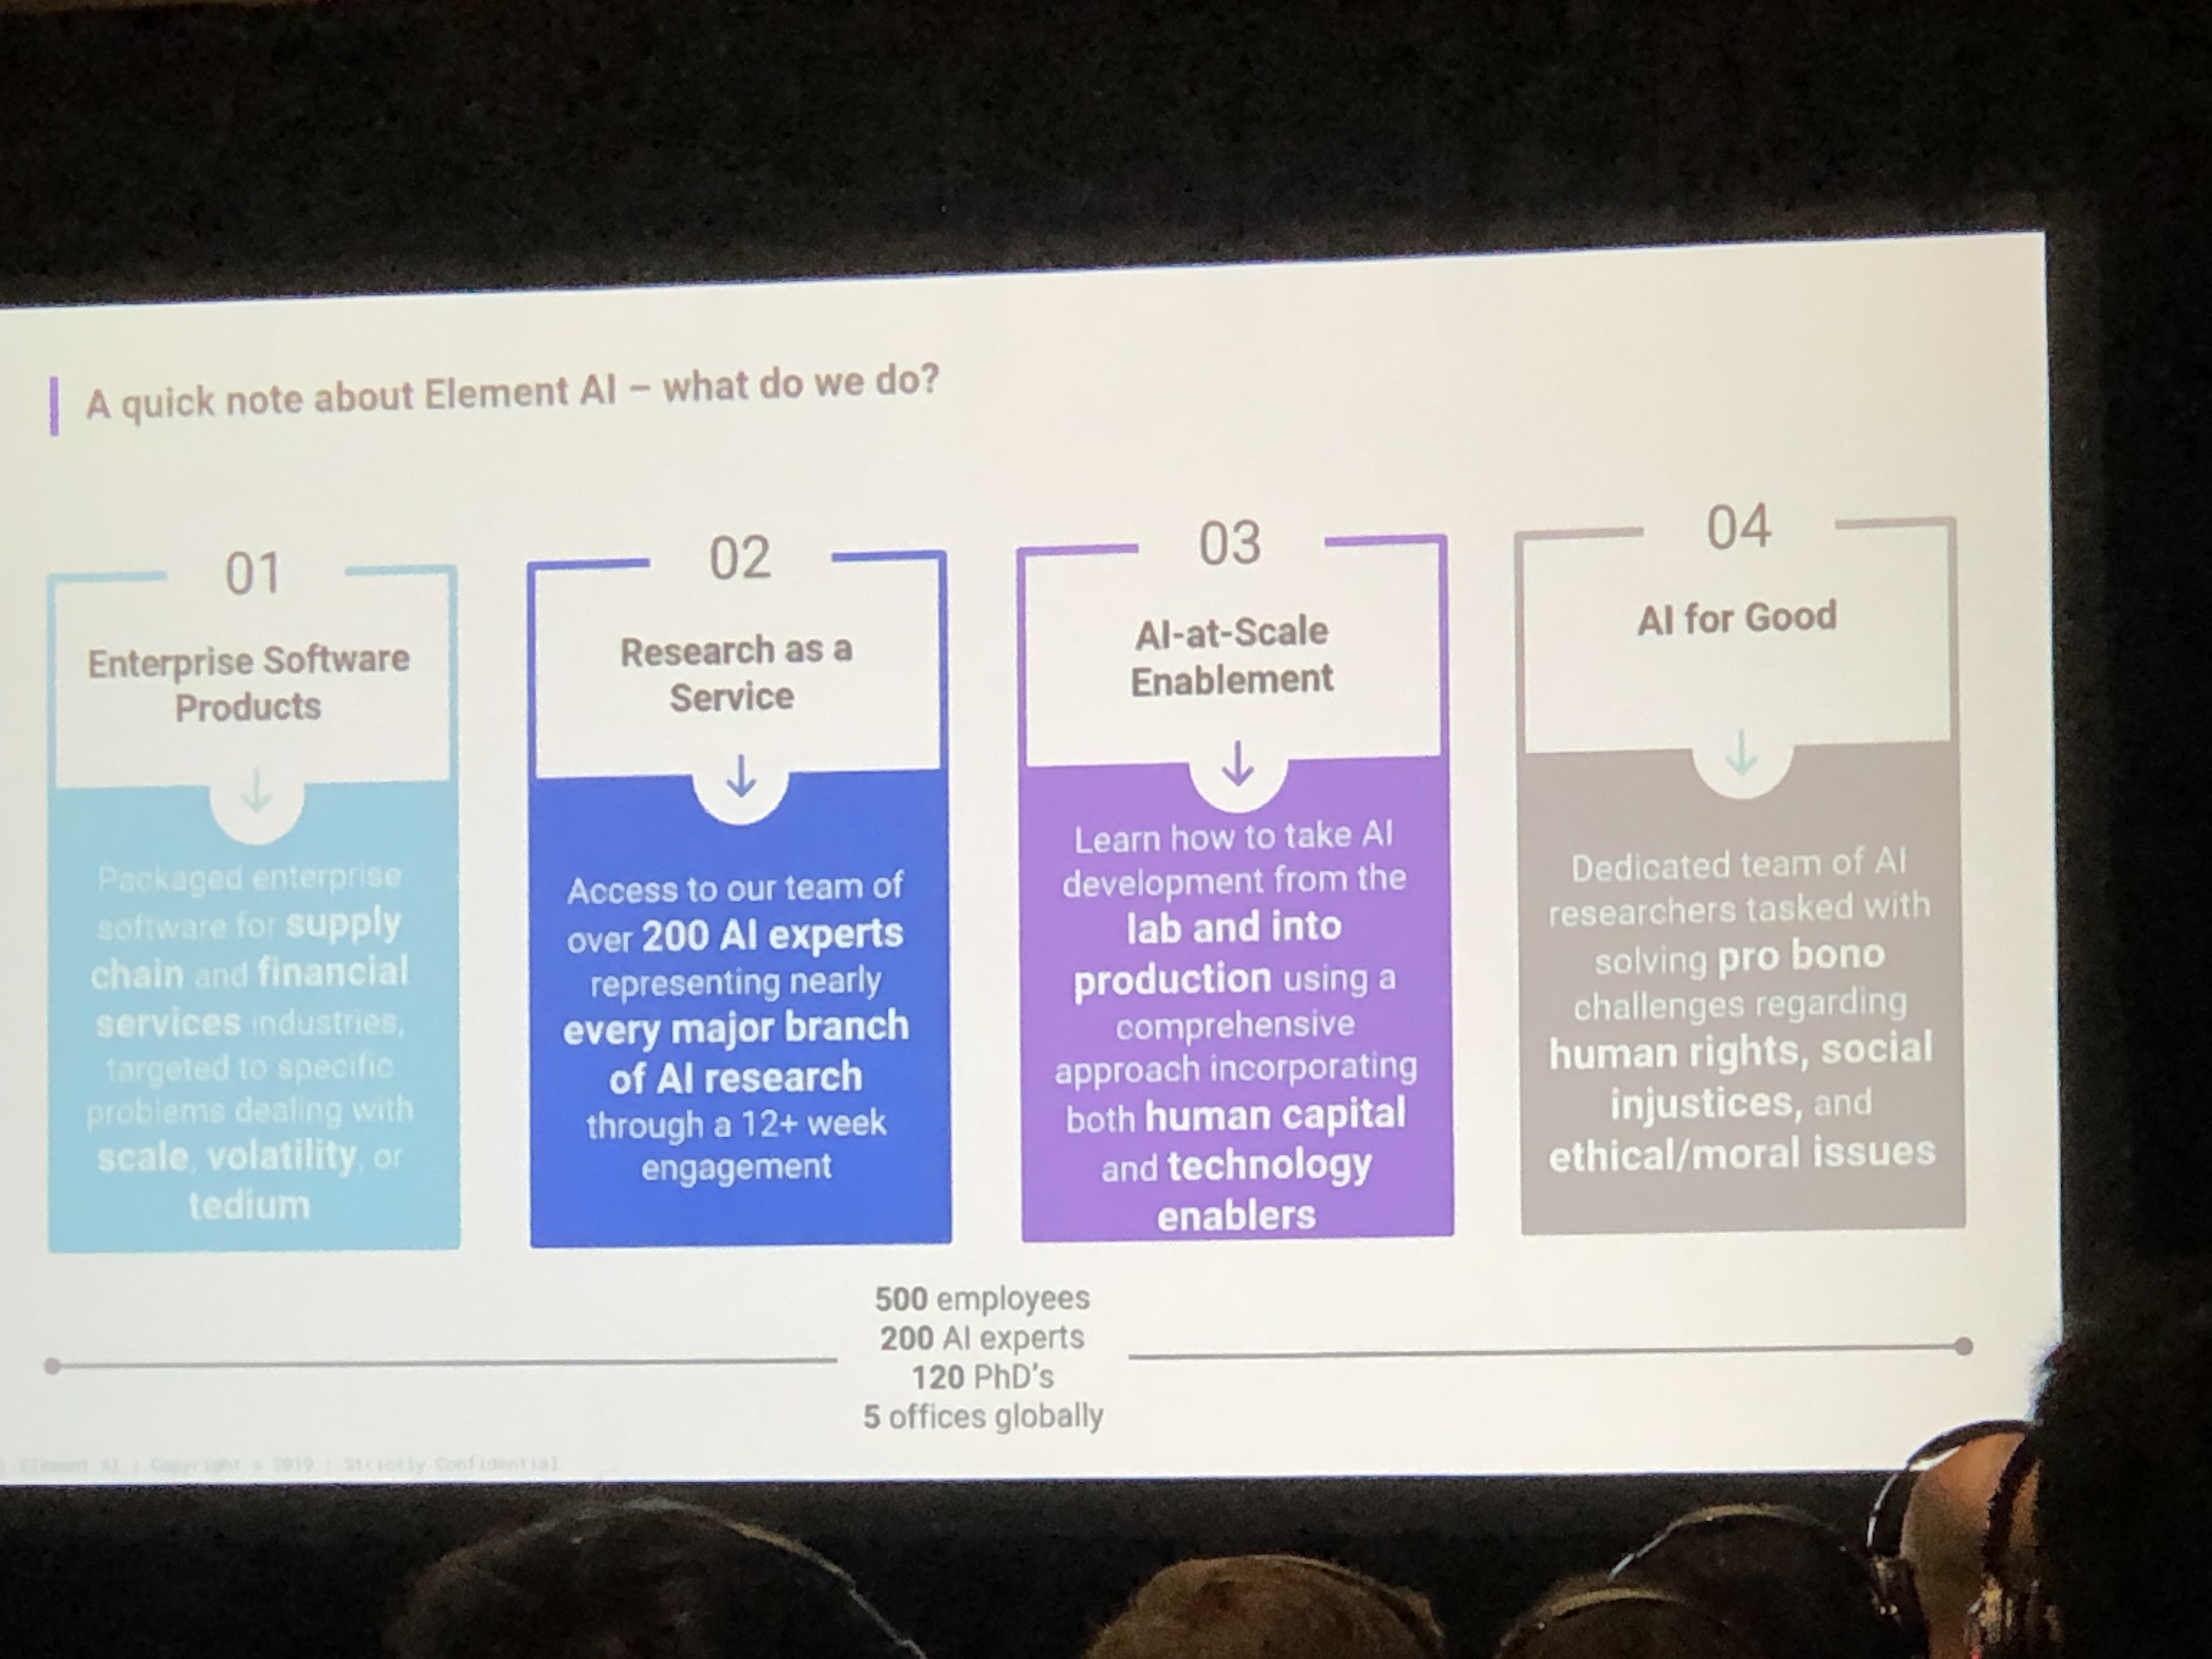 A quick note about Element AI – what do we do?
01
Enterprise Software
Products
Packaged enterprise
software for supply
chain and financial
services industries,
targeted to specific
problems dealing with
scale, volatility, or
tedium
02
Research as a
Service
Access to our team of
over 200 AI experts
representing nearly
every major branch
of AI research
through a 12+ week
engagement
03
AI-at-Scale
Enablement
Learn how to take AI
development from the
lab and into
production using a
comprehensive
approach incorporating
both human capital
and technology
enablers
04
AI for Good
Dedicated team of AI
researchers tasked with
solving pro bono
challenges regarding
human rights, social
injustices, and
ethical/moral issues
500 employees
200 AI experts
120 PhD's
5 offices globally
Element AI | Copyright © 2019 | Strictly Confidential